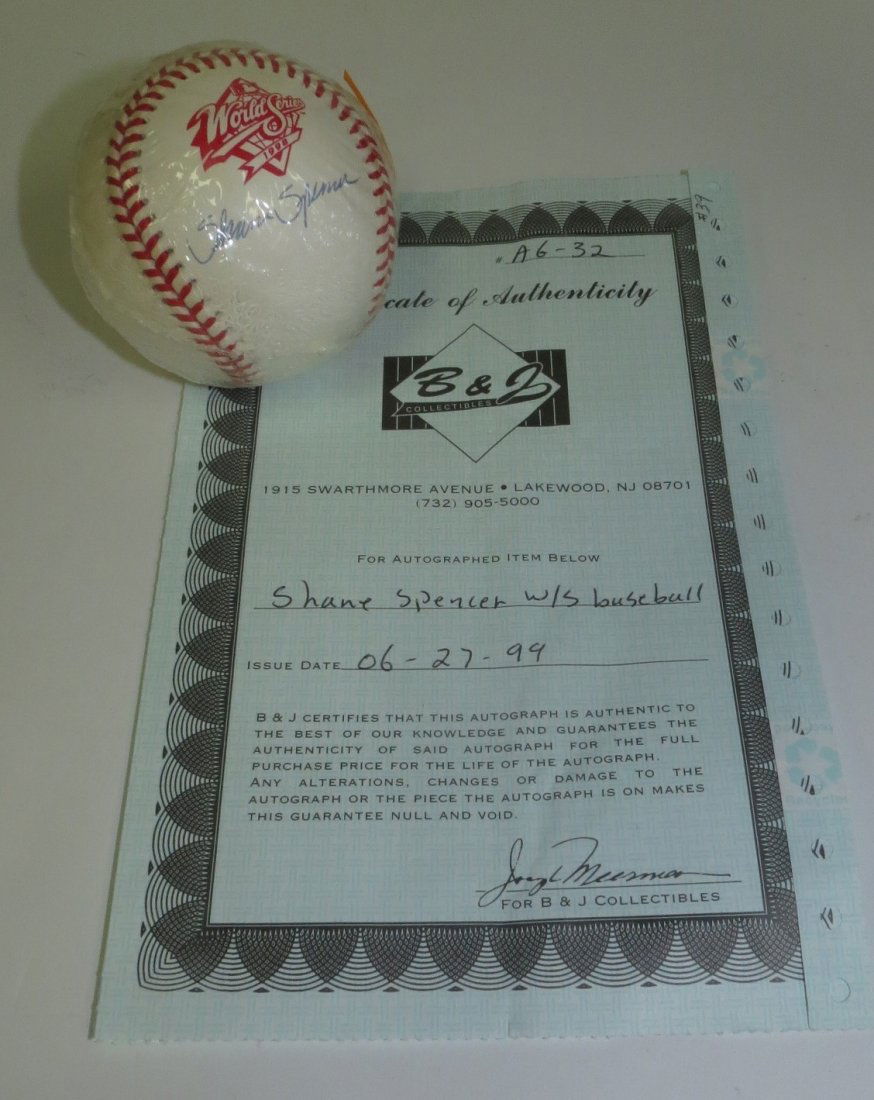 World Series
1998
Shane Spencer
#39
# A6-32
cate of Authenticity
B & J
COLLECTIBLES
1915 SWARTHMORE AVENUE • LAKEWOOD, NJ 08701
(732) 905-5000
FOR AUTOGRAPHED ITEM BELOW
Shane Spencer W/S baseball
ISSUE DATE 06-27-99
B & J CERTIFIES THAT THIS AUTOGRAPH IS AUTHENTIC TO
THE BEST OF OUR KNOWLEDGE AND GUARANTEES THE
AUTHENTICITY OF SAID AUTOGRAPH FOR THE FULL
PURCHASE PRICE FOR THE LIFE OF THE AUTOGRAPH.
ANY ALTERATIONS, CHANGES OR DAMAGE TO THE
AUTOGRAPH OR THE PIECE THE AUTOGRAPH IS ON MAKES
THIS GUARANTEE NULL AND VOID.
FOR B & J COLLECTIBLES